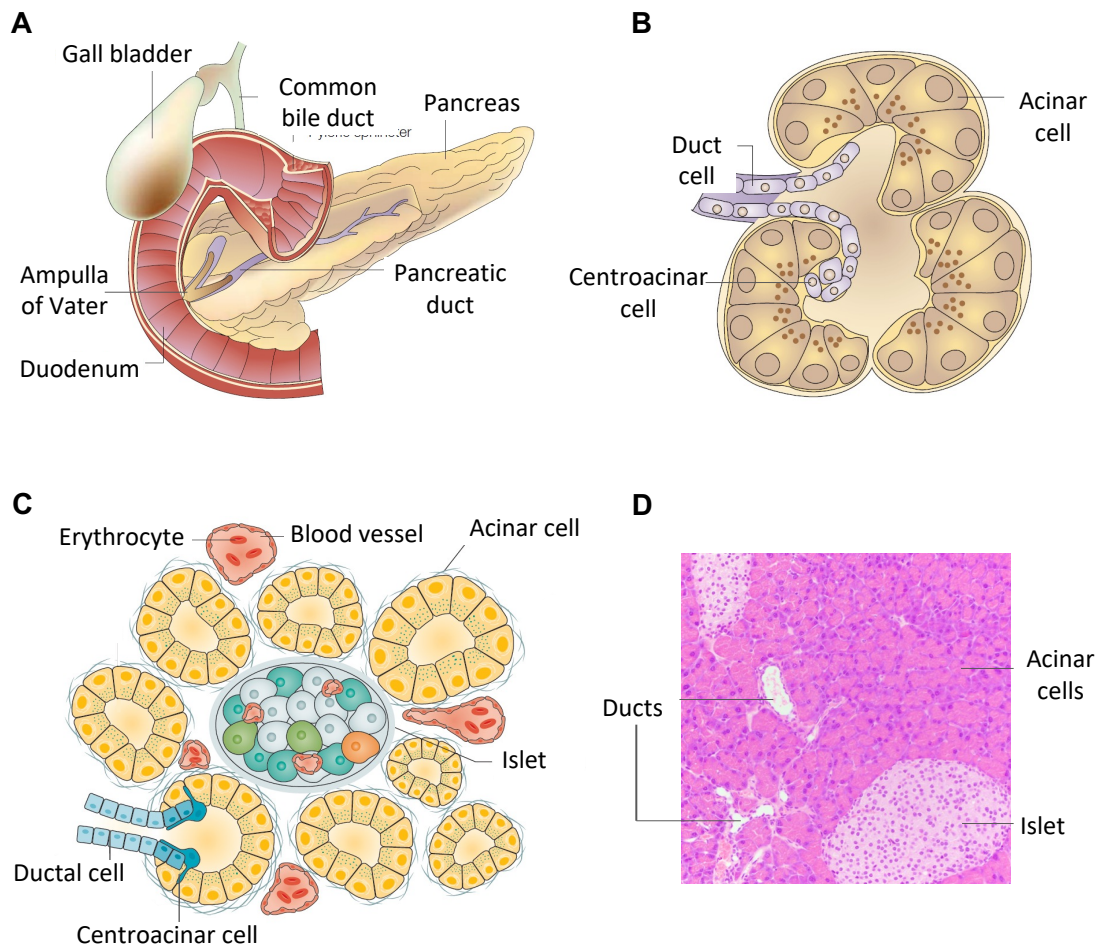 A
Gall bladder
Common
bile duct
Pancreas
Ampulla
of Vater
Pancreatic
duct
Duodenum
B
Acinar
cell
Duct
cell
Centroacinar
cell
C
Erythrocyte
Blood vessel
Acinar cell
Islet
Ductal cell
Centroacinar cell
D
Acinar
cells
Ducts
Islet